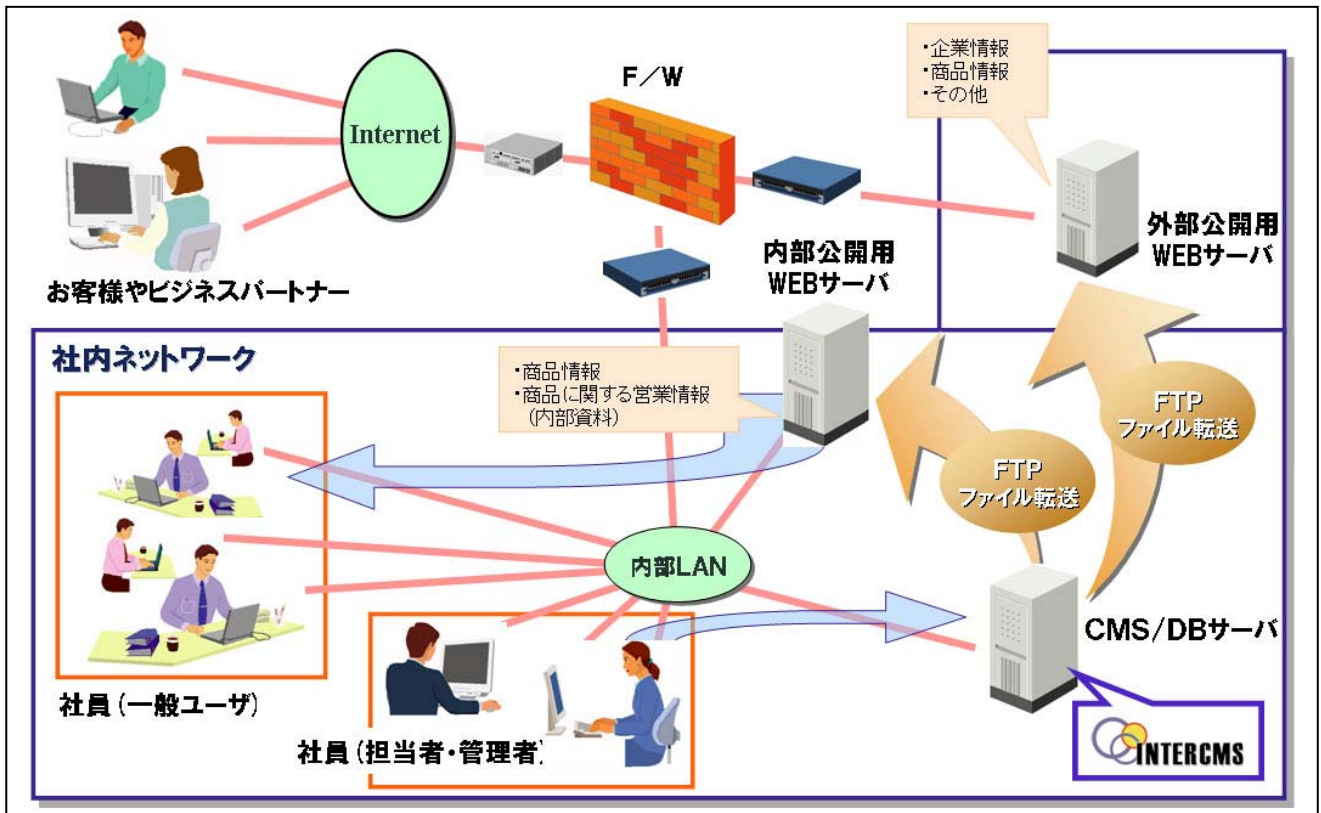 ・企業情報
・商品情報
・その他
F/W
Internet
外部公開用
WEBサーバ
内部公開用
WEBサーバ
お客様やビジネスパートナー
社内ネットワーク
・商品情報
・商品に関する営業情報
(内部資料)
FTP
ファイル転送
FTP
ファイル転送
内部LAN
CMS/DBサーバ
社員(一般ユーザ)
社員(担当者・管理者)
INTERCMS